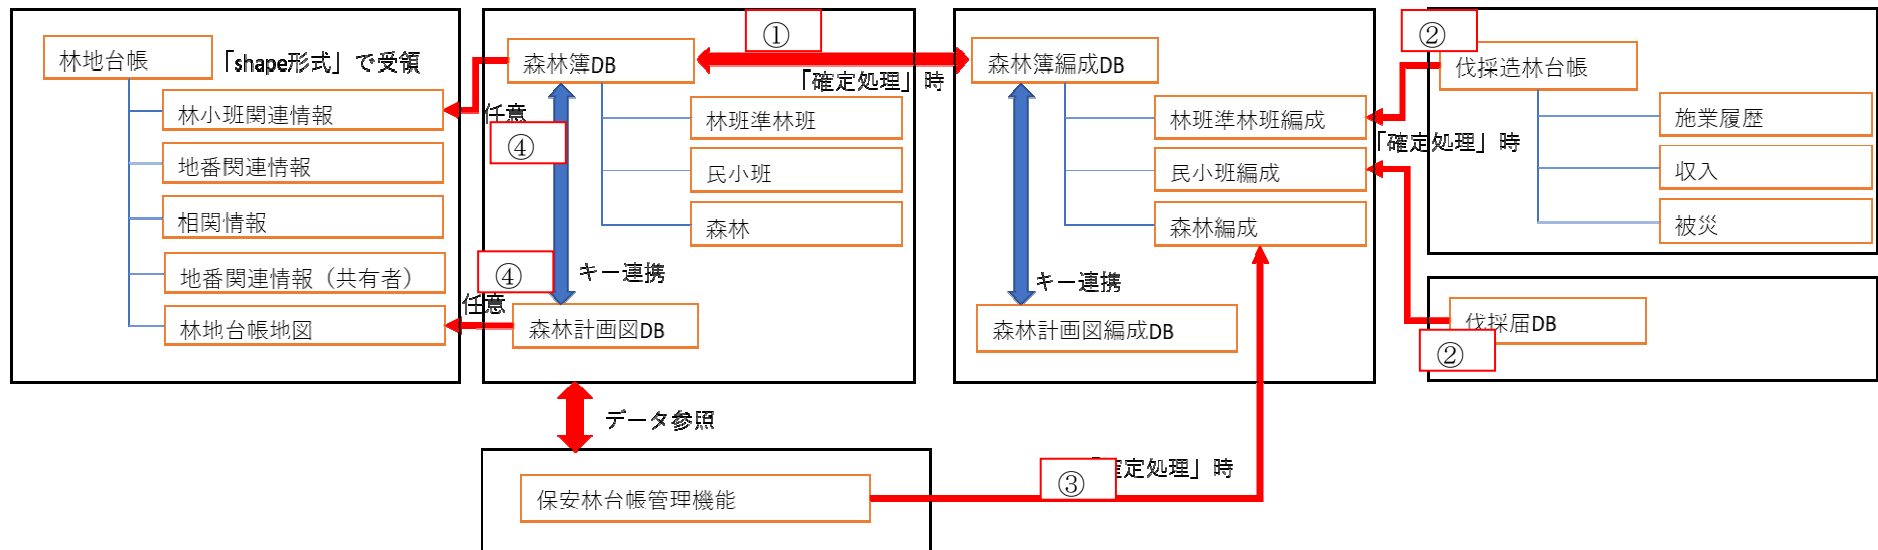 林地台帳
「shape形式」で受領
林小班関連情報
地番関連情報
相関情報
地番関連情報（共有者）
林地台帳地図
森林簿DB
任意
④
林班準林班
民小班
森林
④
キー連携
任意
森林計画図DB
①
「確定処理」時
森林簿編成DB
林班準林班編成
民小班編成
森林編成
キー連携
森林計画図編成DB
②
伐採造林台帳
「確定処理」時
施業履歴
収入
被災
伐採届DB
②
データ参照
保安林台帳管理機能
③
定処理」時